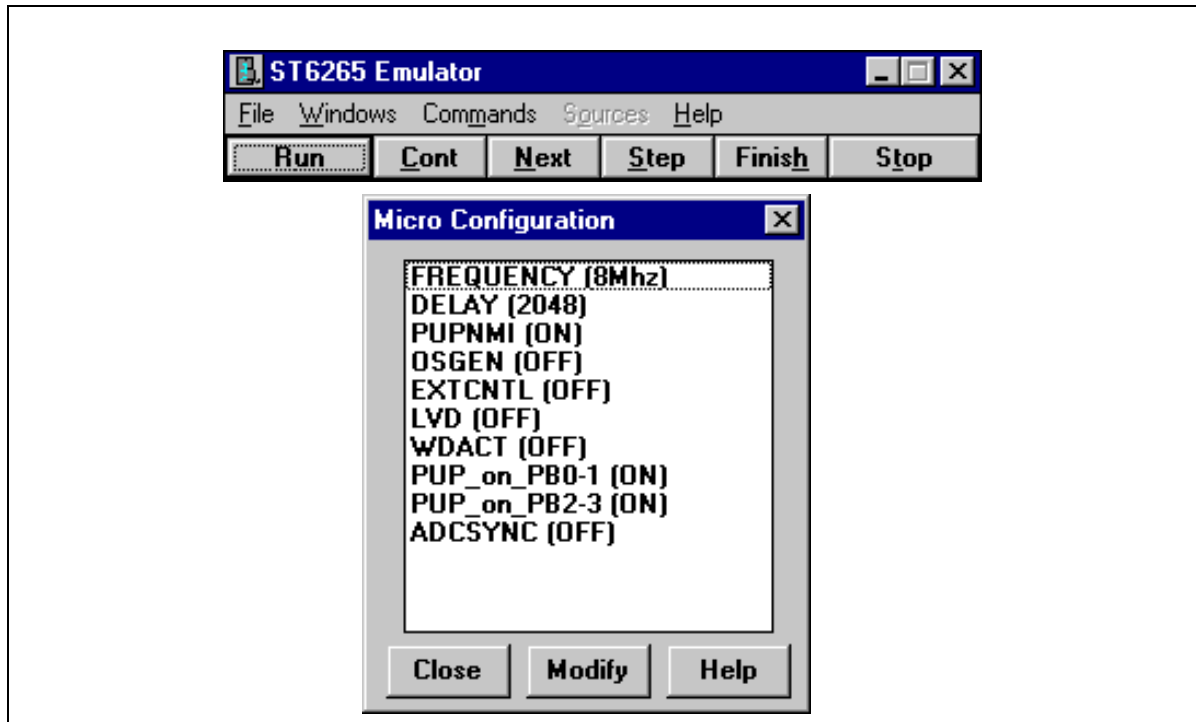 ST6265 Emulator
File Windows Commands Sources Help
Run Cont Next Step Finish Stop
Micro Configuration
FREQUENCY (8Mhz)
DELAY (2048)
PUPNMI (ON)
OSGEN (OFF)
EXTCNTL (OFF)
LVD (OFF)
WDACT (OFF)
PUP_on_PB0-1 (ON)
PUP_on_PB2-3 (ON)
ADCSYNC (OFF)
Close Modify Help